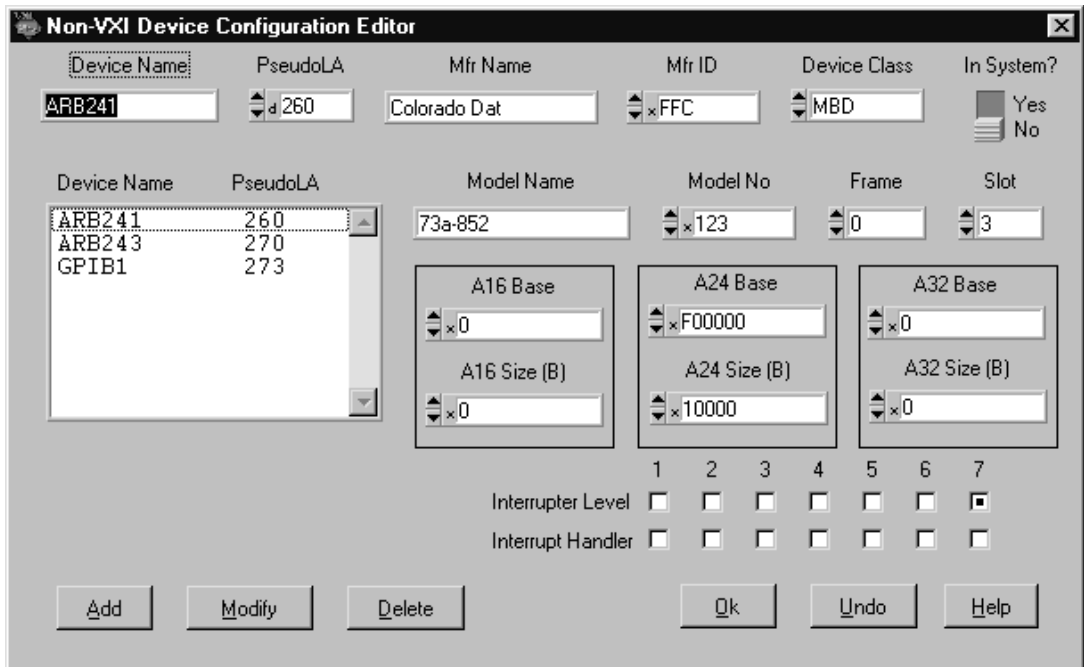 Non-VXI Device Configuration Editor
Device Name PseudoLA Mfr Name Mfr ID Device Class In System?
ARB241 d 260 Colorado Dat x FFC MBD Yes
No
Device Name PseudoLA Model Name Model No Frame Slot
ARB241 260 73a-852 x 123 0 3
ARB243 270
GPIB1 273
A16 Base A24 Base A32 Base
x 0 x F00000 x 0
A16 Size (B) A24 Size (B) A32 Size (B)
x 0 x 10000 x 0
1 2 3 4 5 6 7
Interrupter Level
Interrupt Handler
Add Modify Delete Ok Undo Help